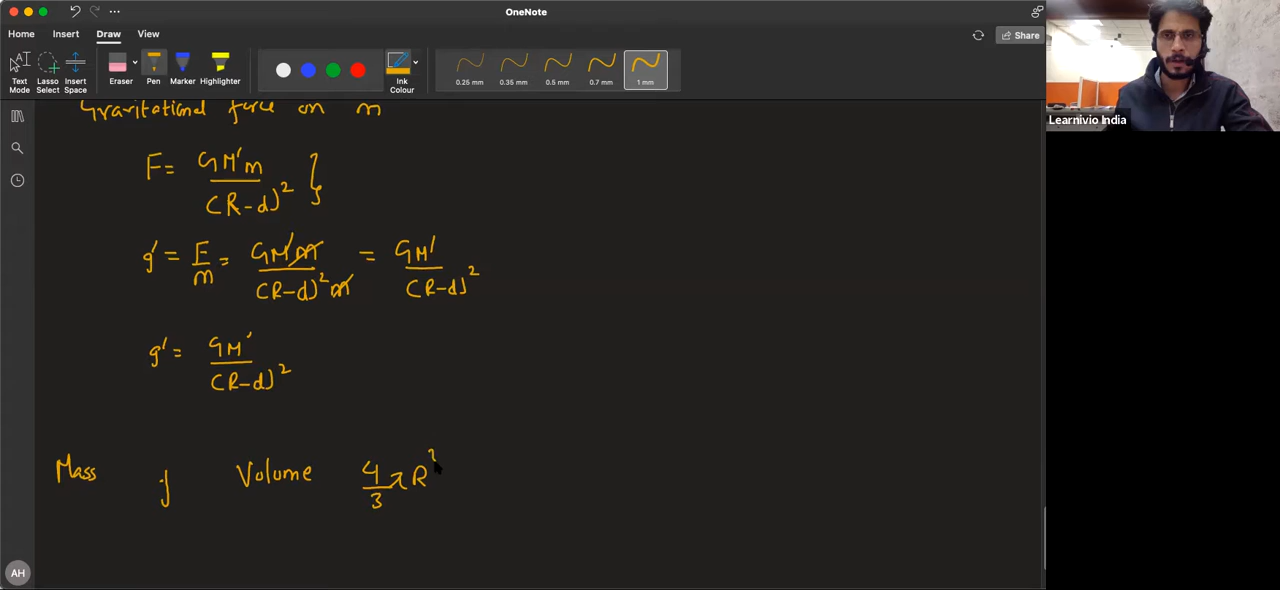 OneNote
Home Insert Draw View
Share
Text Mode Lasso Select Insert Space Eraser Pen Marker Highlighter Ink Colour 0.25 mm 0.35 mm 0.5 mm 0.7 mm 1 mm
Learnivio India
Gravitational force on m
F = GM'm / (R-d)² }
g' = F/m = GM'm / (R-d)² m = GM' / (R-d)²
g' = GM' / (R-d)²
Mass of Volume 4/3 πR
AH